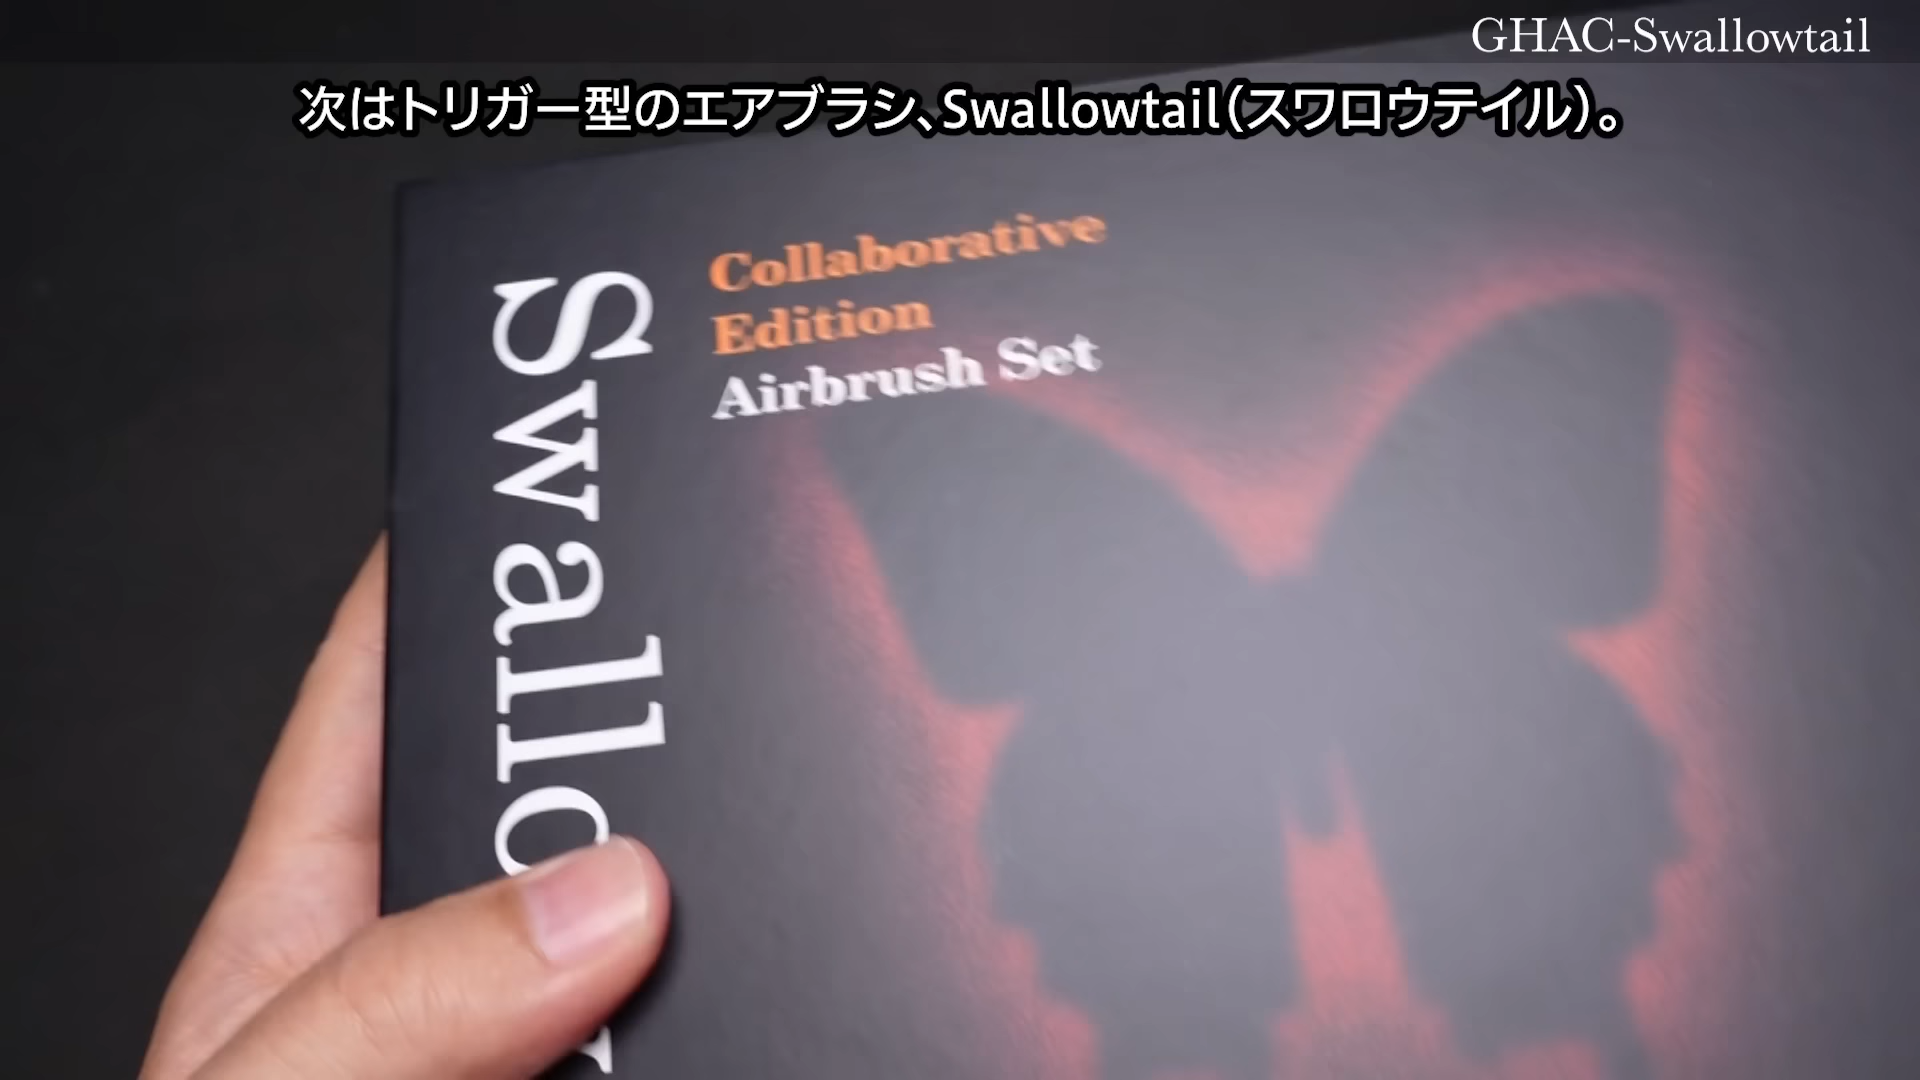 GHAC-Swallowtail
次はトリガー型のエアブラシ、Swallowtail（スワロウテイル）。
Collaborative
Edition
Airbrush Set
Swallo